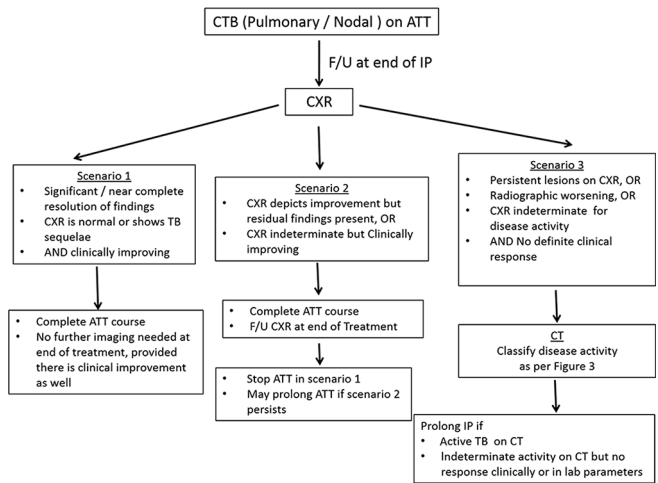 CTB (Pulmonary / Nodal ) on ATT
F/U at end of IP
CXR
Scenario 1
• Significant / near complete
resolution of findings
• CXR is normal or shows TB
sequelae
• AND clinically improving
• Complete ATT course
• No further imaging needed at
end of treatment, provided
there is clinical improvement
as well
Scenario 2
• CXR depicts improvement but
residual findings present, OR
• CXR indeterminate but Clinically
improving
• Complete ATT course
• F/U CXR at end of Treatment
• Stop ATT in scenario 1
• May prolong ATT if scenario 2
persists
Scenario 3
• Persistent lesions on CXR, OR
• Radiographic worsening, OR
• CXR indeterminate for
disease activity
• AND No definite clinical
response
CT
Classify disease activity
as per Figure 3
Prolong IP if
• Active TB on CT
• Indeterminate activity on CT but no
response clinically or in lab parameters